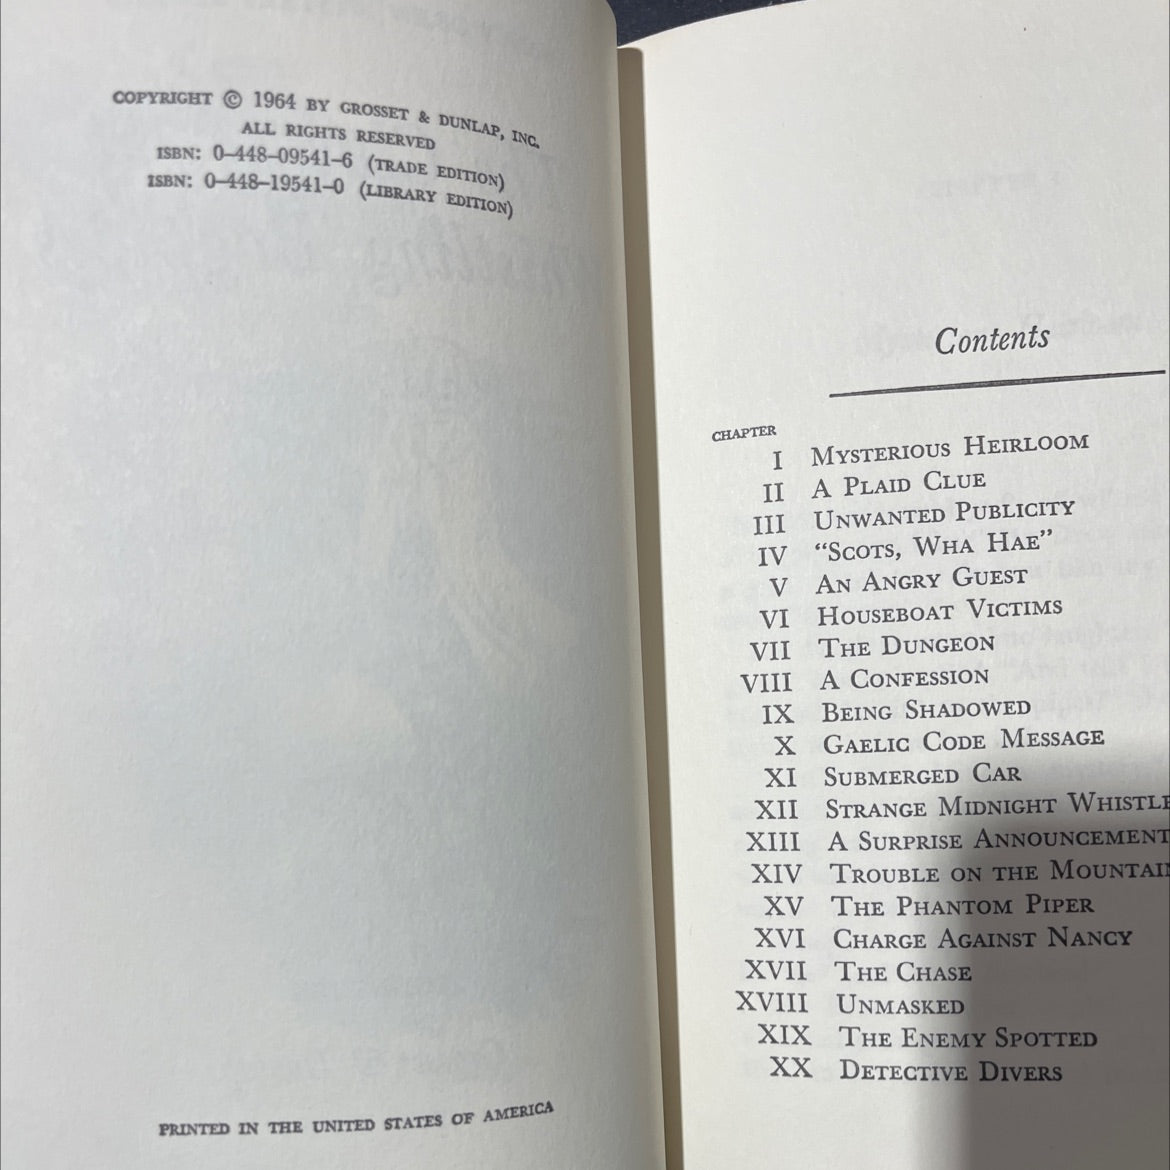 COPYRIGHT © 1964 BY GROSSET & DUNLAP, INC.
ALL RIGHTS RESERVED
ISBN: 0-448-09541-6 (TRADE EDITION)
ISBN: 0-448-19541-0 (LIBRARY EDITION)
PRINTED IN THE UNITED STATES OF AMERICA
Contents
CHAPTER
I MYSTERIOUS HEIRLOOM
II A PLAID CLUE
III UNWANTED PUBLICITY
IV “SCOTS, WHA HAE”
V AN ANGRY GUEST
VI HOUSEBOAT VICTIMS
VII THE DUNGEON
VIII A CONFESSION
IX BEING SHADOWED
X GAELIC CODE MESSAGE
XI SUBMERGED CAR
XII STRANGE MIDNIGHT WHISTLE
XIII A SURPRISE ANNOUNCEMENT
XIV TROUBLE ON THE MOUNTAIN
XV THE PHANTOM PIPER
XVI CHARGE AGAINST NANCY
XVII THE CHASE
XVIII UNMASKED
XIX THE ENEMY SPOTTED
XX DETECTIVE DIVERS